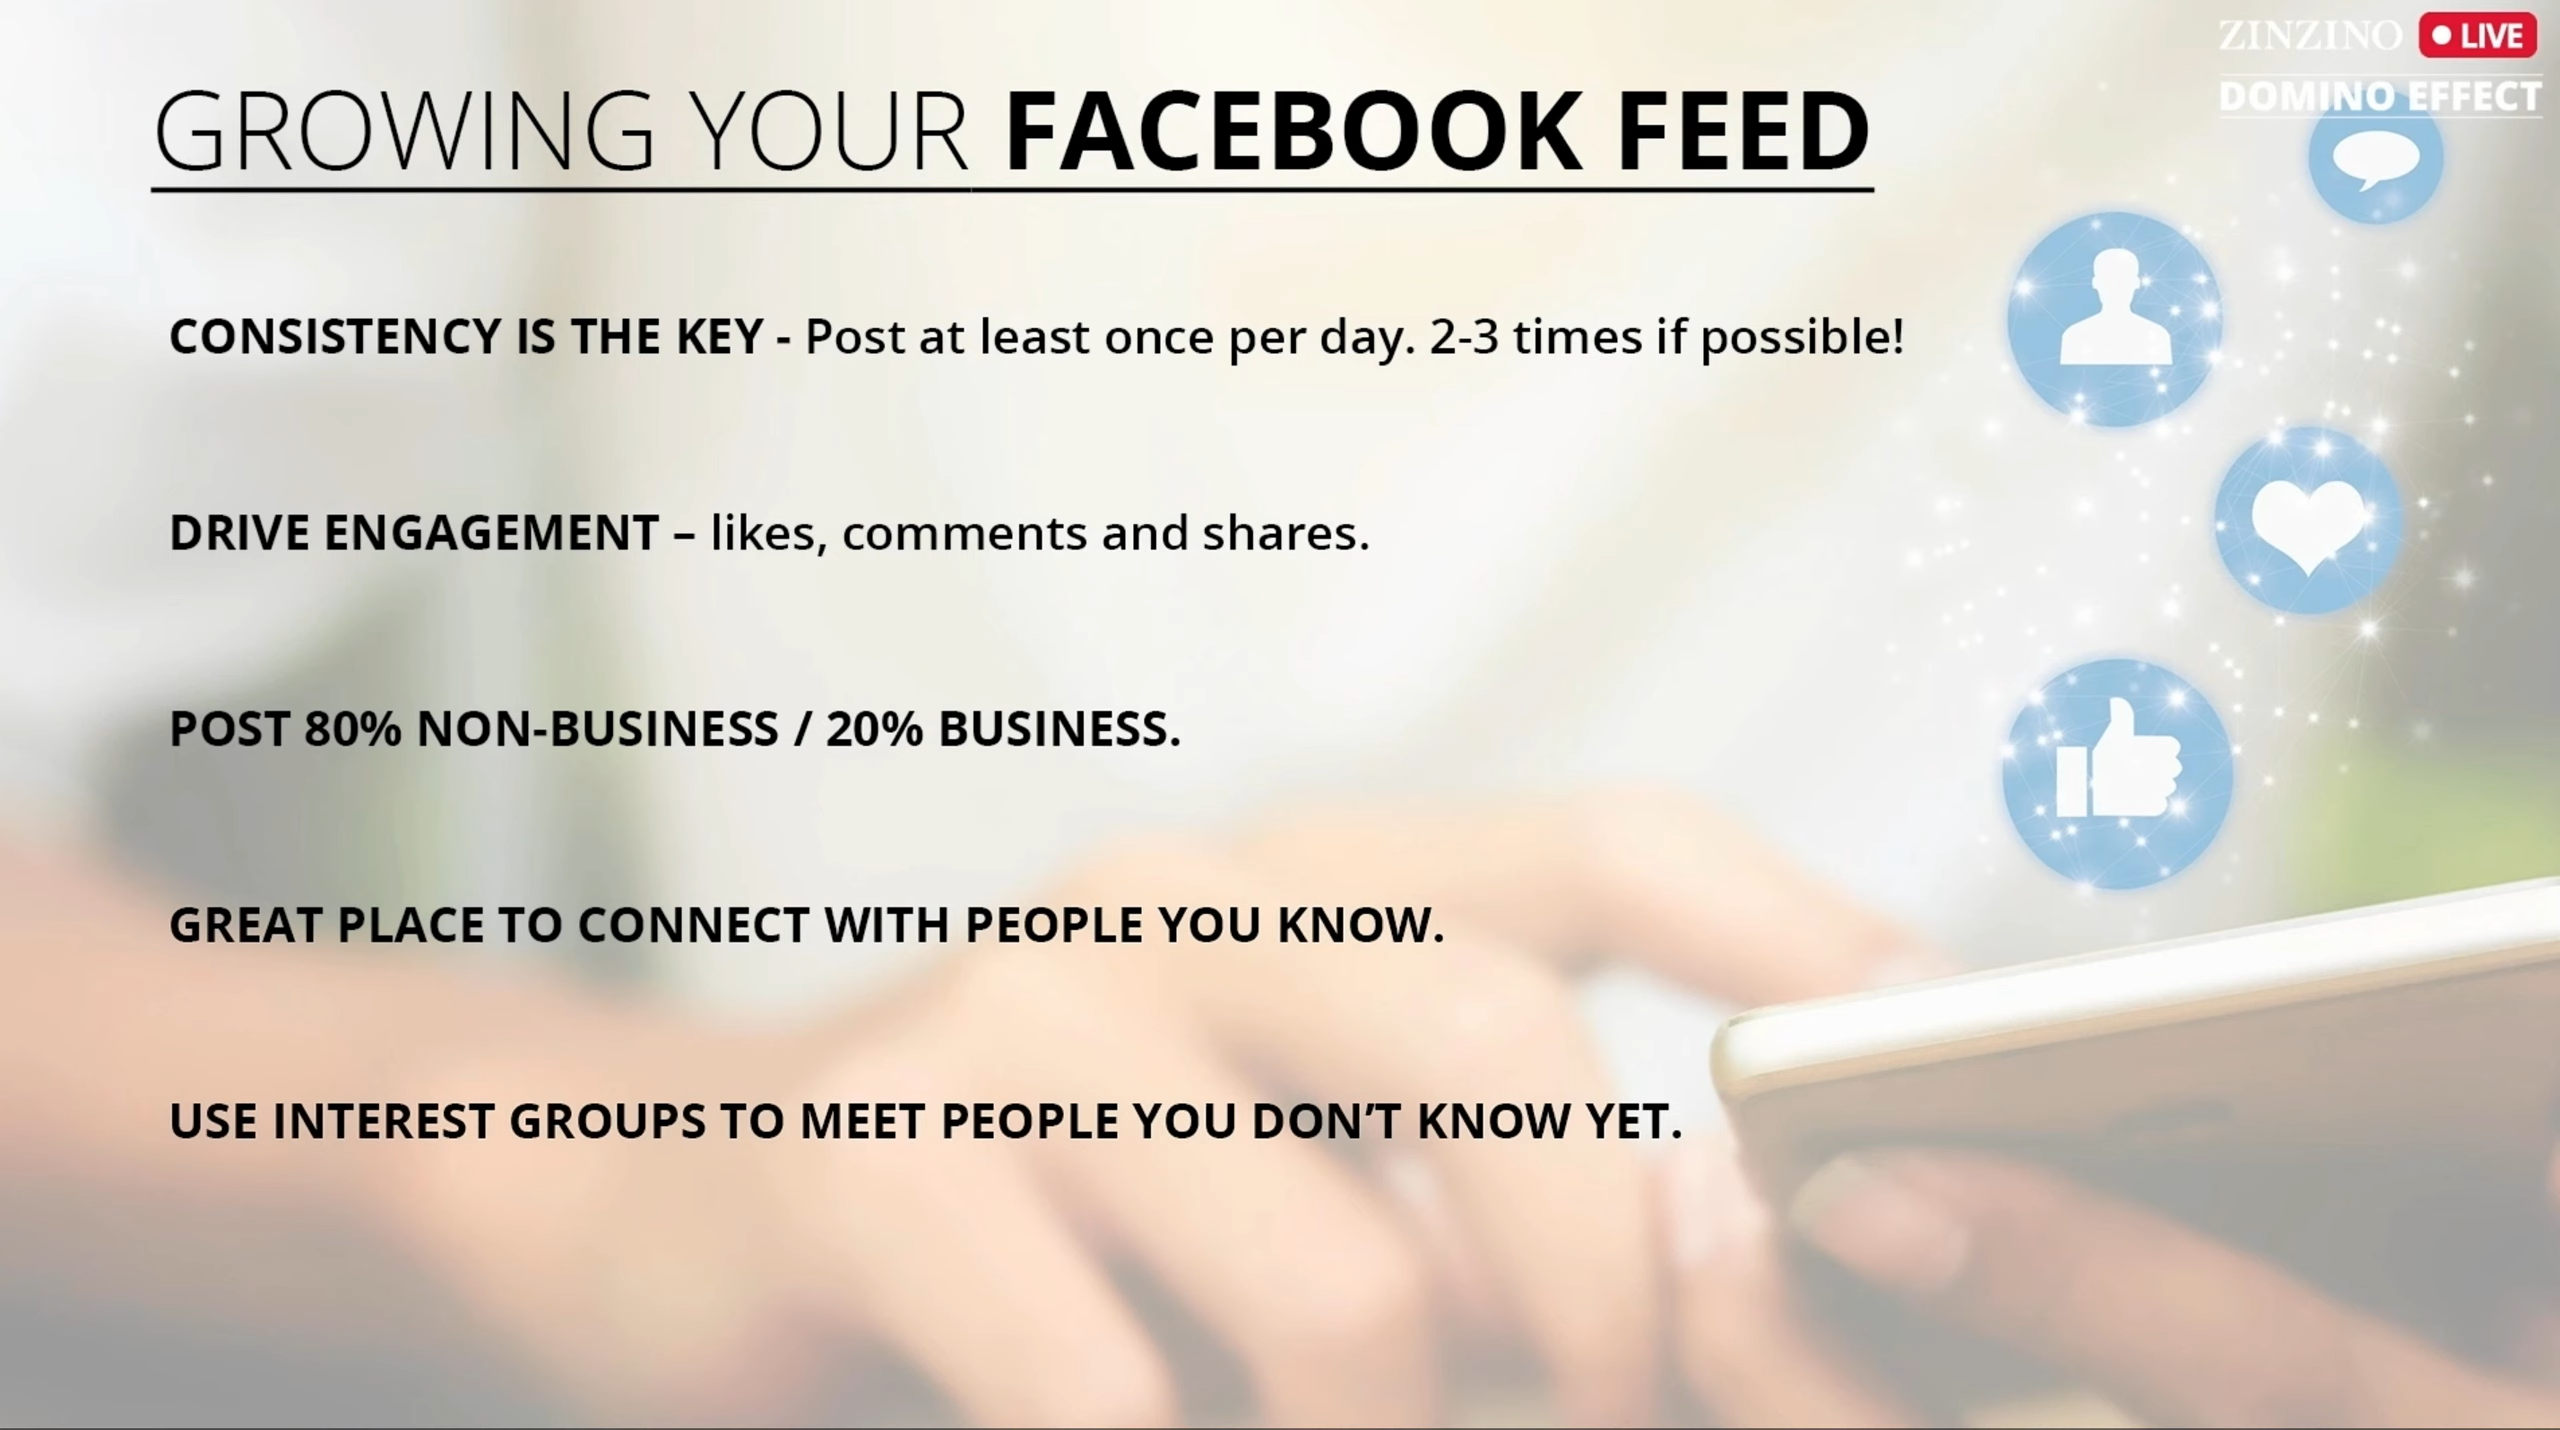 ZINZINO LIVE
DOMINO EFFECT
GROWING YOUR FACEBOOK FEED
CONSISTENCY IS THE KEY - Post at least once per day. 2-3 times if possible!
DRIVE ENGAGEMENT – likes, comments and shares.
POST 80% NON-BUSINESS / 20% BUSINESS.
GREAT PLACE TO CONNECT WITH PEOPLE YOU KNOW.
USE INTEREST GROUPS TO MEET PEOPLE YOU DON’T KNOW YET.